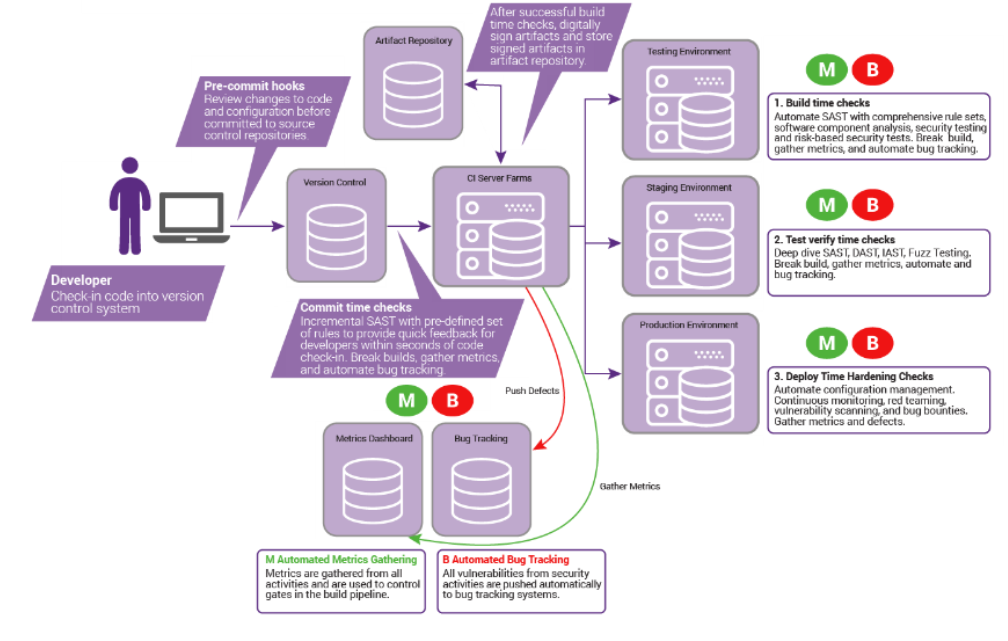 Artifact Repository
After successful build
time checks, digitally
sign artifacts and store
signed artifacts in
artifact repository.
Testing Environment
M B
1. Build time checks
Automate SAST with comprehensive rule sets,
software component analysis, security testing
and risk-based security tests. Break build,
gather metrics, and automate bug tracking.
Pre-commit hooks
Review changes to code
and configuration before
committed to source
control repositories.
Version Control
CI Server Farms
Staging Environment
M B
2. Test verify time checks
Deep dive SAST, DAST, IAST, Fuzz Testing.
Break build, gather metrics, automate and
bug tracking.
Developer
Check-in code into version
control system
Commit time checks
Incremental SAST with pre-defined set
of rules to provide quick feedback for
developers within seconds of code
check-in. Break builds, gather metrics,
and automate bug tracking.
Production Environment
M B
3. Deploy Time Hardening Checks
Automate configuration management.
Continuous monitoring, red teaming,
vulnerability scanning, and bug bounties.
Gather metrics and defects.
M B
Push Defects
Metrics Dashboard
Bug Tracking
Gather Metrics
M Automated Metrics Gathering
Metrics are gathered from all
activities and are used to control
gates in the build pipeline.
B Automated Bug Tracking
All vulnerabilities from security
activities are pushed automatically
to bug tracking systems.